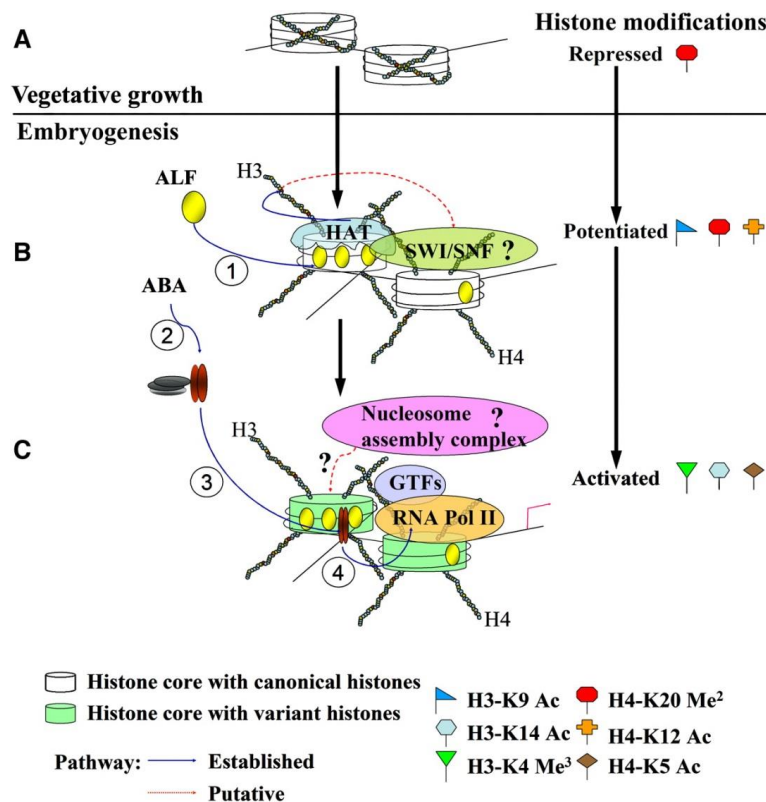 A
Histone modifications
Repressed
Vegetative growth
Embryogenesis
H3
ALF
HAT
Potentiated
SWI/SNF ?
B
1
ABA
2
H4
Nucleosome ?
assembly complex
C
H3
?
3
GTFs
Activated
RNA Pol II
4
H4
Histone core with canonical histones
Histone core with variant histones
Pathway:
Established
Putative
H3-K9 Ac
H4-K20 Me²
H3-K14 Ac
H4-K12 Ac
H3-K4 Me³
H4-K5 Ac